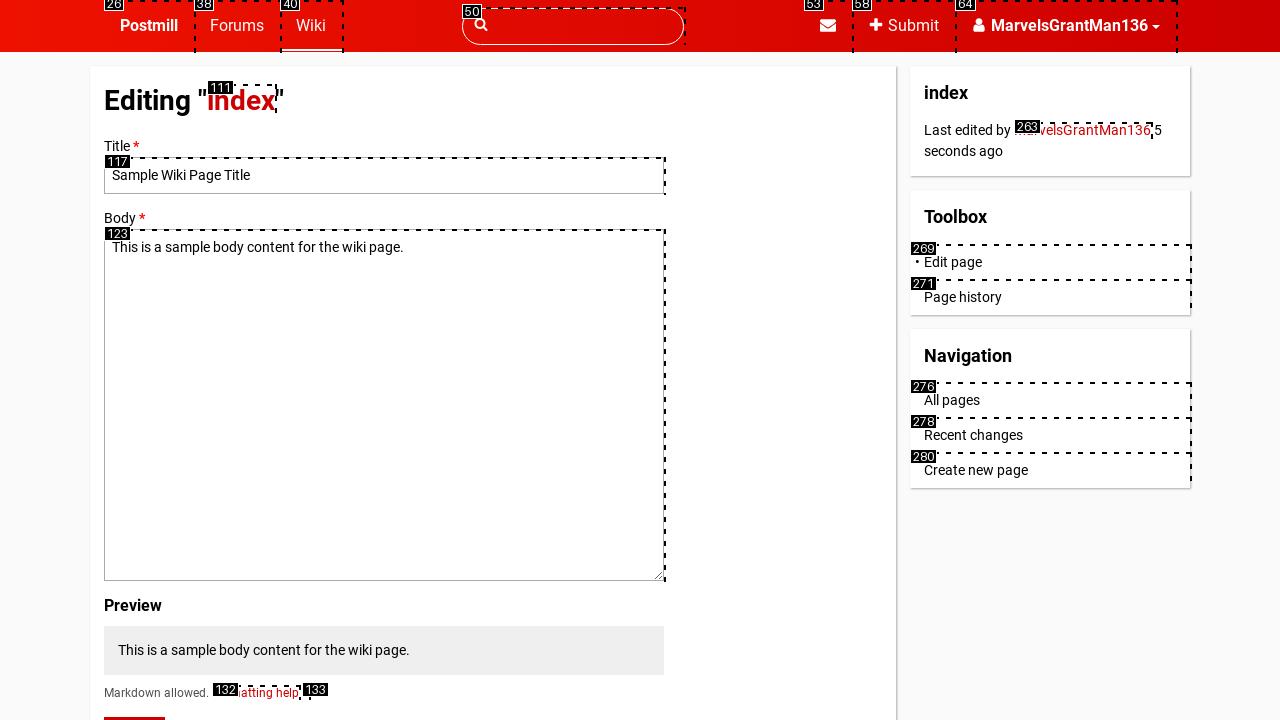 26 38 40 50 53 58 64
Postmill Forums Wiki Submit MarvelsGrantMan136
111
Editing "index"
Title *
117
Sample Wiki Page Title
Body *
123
This is a sample body content for the wiki page.
Preview
This is a sample body content for the wiki page.
Markdown allowed. 132 atting help 133
index
Last edited by 263 velsGrantMan136 5
seconds ago
Toolbox
269
• Edit page
271
Page history
Navigation
276
All pages
278
Recent changes
280
Create new page